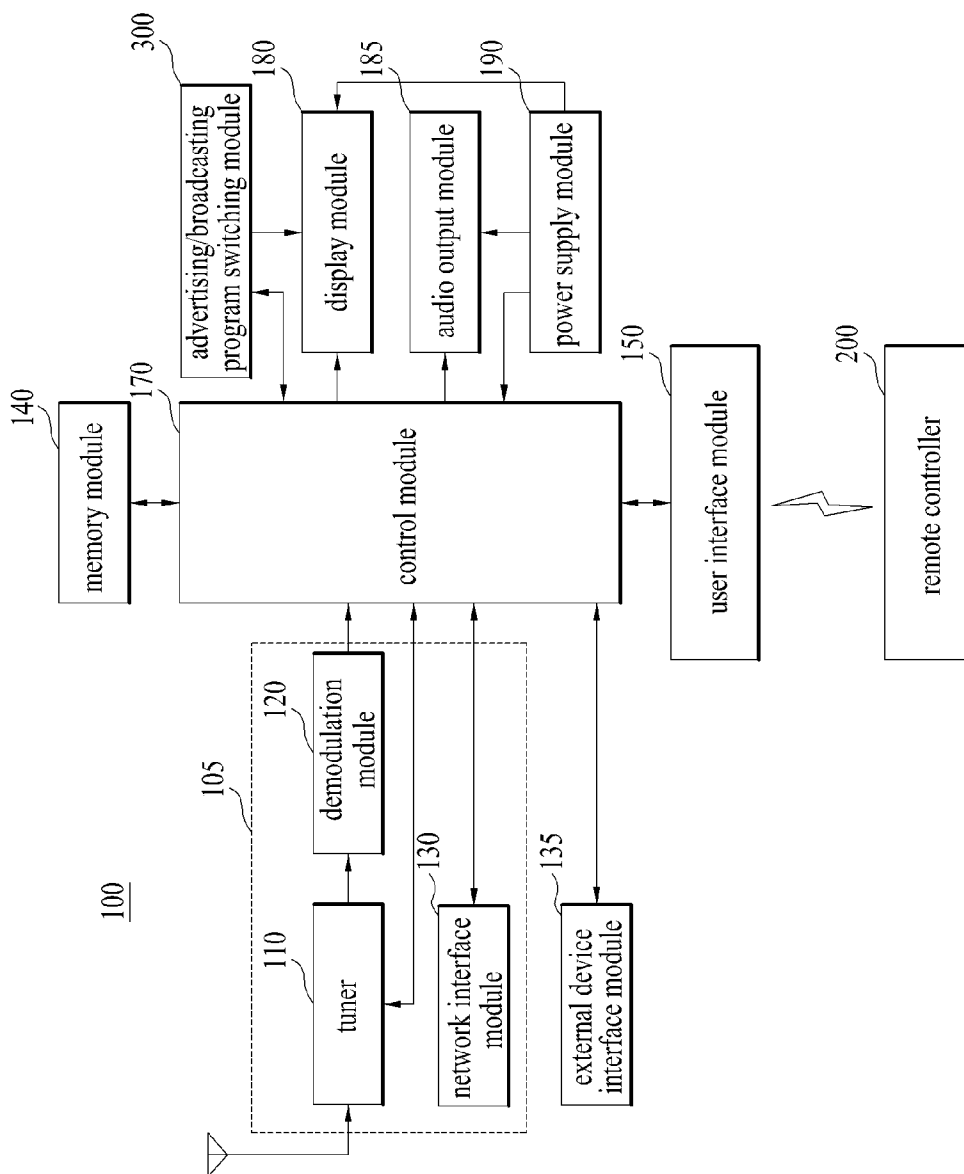 100
105
110
tuner
120
demodulation
module
130
network interface
module
135
external device
interface module
140
memory module
170
control module
150
user interface module
200
remote controller
300
advertising/broadcasting
program switching module
180
display module
185
audio output module
190
power supply module